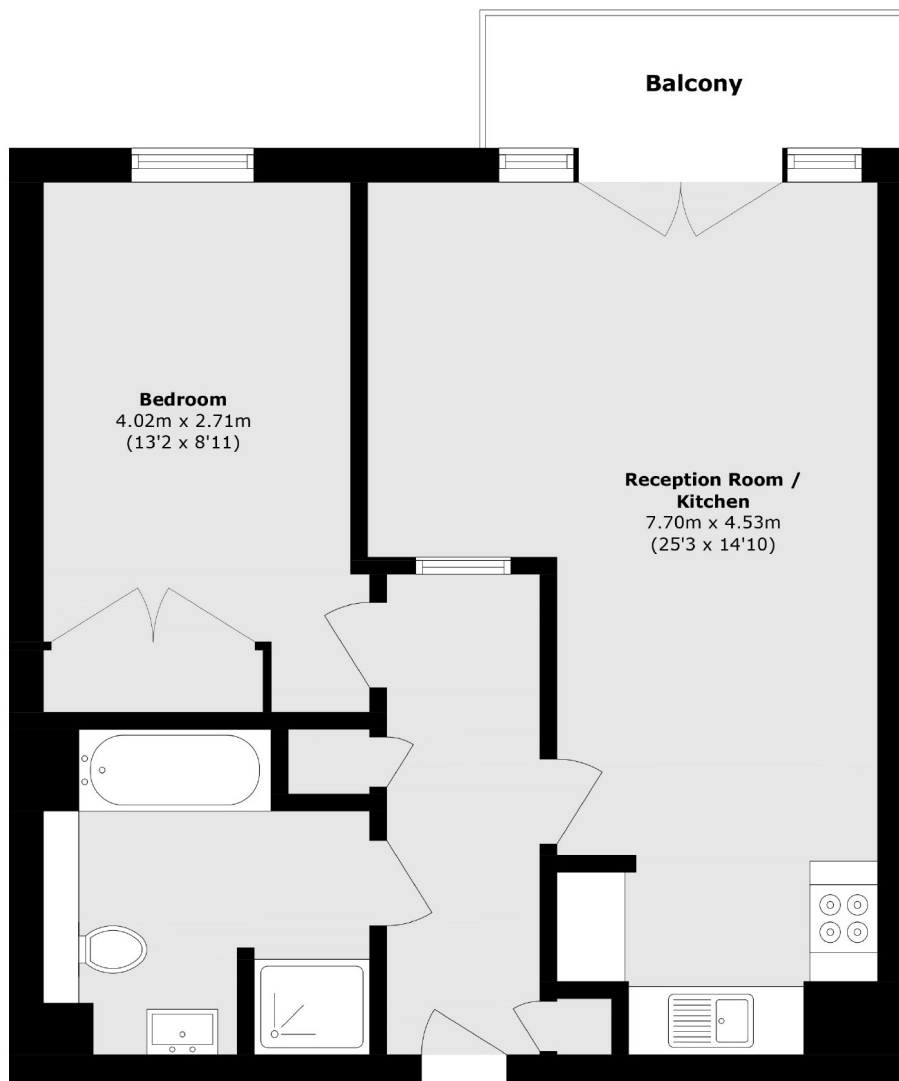 Balcony
Bedroom
4.02m x 2.71m
(13'2 x 8'11)
Reception Room /
Kitchen
7.70m x 4.53m
(25'3 x 14'10)